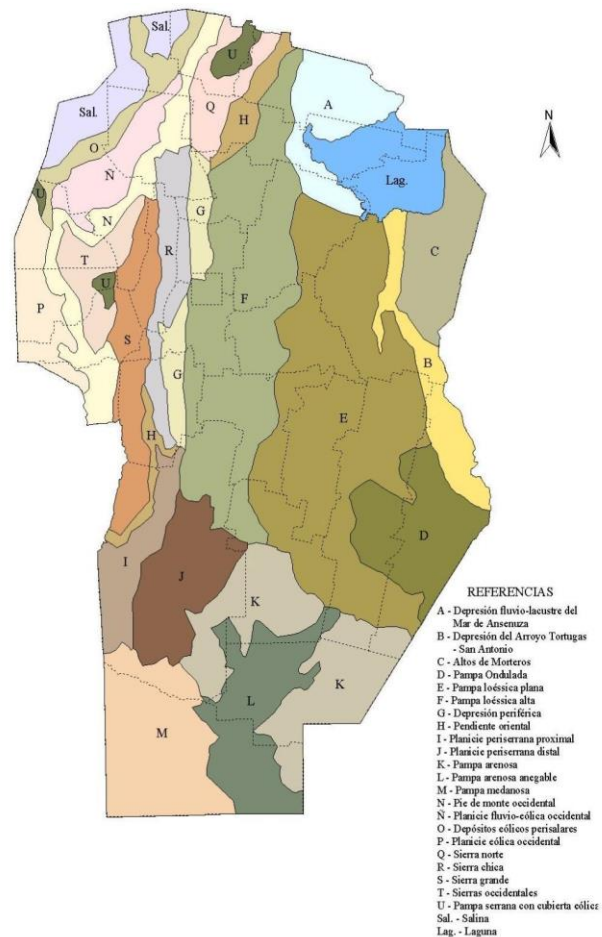 Sal.
U
Sal.
Q
H
A
N
O
Lag.
Ñ
U
G
N
C
R
T
U
P
F
S
B
G
E
H
D
I
J
K
K
L
M
REFERENCIAS
A - Depresión fluvio-lacustre del
Mar de Ansenuza
B - Depresión del Arroyo Tortugas
- San Antonio
C - Altos de Morteros
D - Pampa Ondulada
E - Pampa loéssica plana
F - Pampa loéssica alta
G - Depresión periférica
H - Pendiente oriental
I - Planicie periserrana proximal
J - Planicie periserrana distal
K - Pampa arenosa
L - Pampa arenosa anegable
M - Pampa medanosa
N - Pie de monte occidental
Ñ - Planicie fluvio-eólica occidental
O - Depósitos eólicos perisalares
P - Planicie eólica occidental
Q - Sierra norte
R - Sierra chica
S - Sierra grande
T - Sierras occidentales
U - Pampa serrana con cubierta eólica
Sal. - Salina
Lag. - Laguna